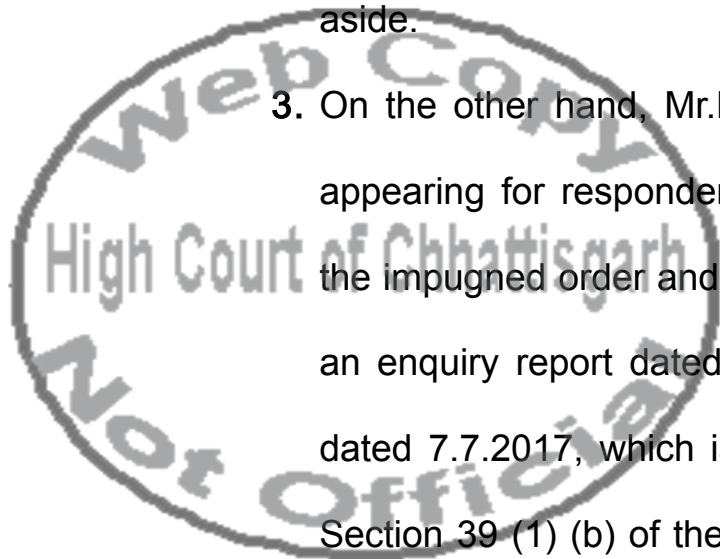 aside.
Web Copy
3. On the other hand, Mr.
appearing for
High Court of Chhattisgarh
the impugned order and
an enquiry report dated
dated 7.7.2017, which
Section 39 (1) (b) of the
Not Official